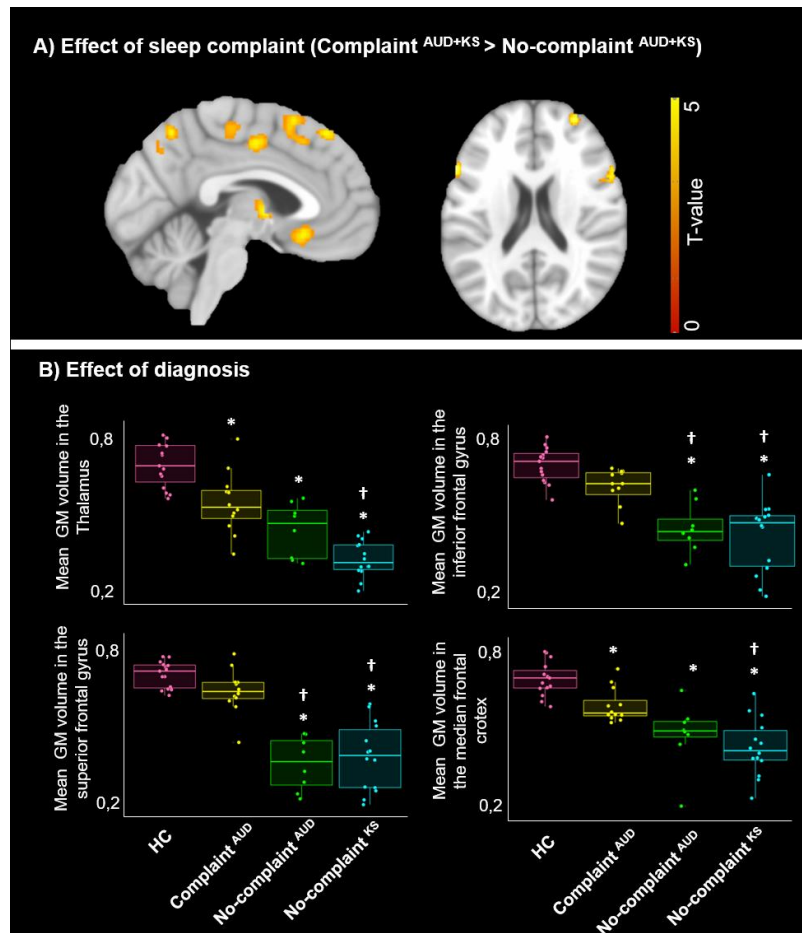 A) Effect of sleep complaint (Complaint AUD+KS > No-complaint AUD+KS)
5
T-value
0
B) Effect of diagnosis
Mean GM volume in the
Thalamus
0,8
0,2
*
*
†
*
Mean GM volume in the
inferior frontal gyrus
0,8
0,2
†
*
†
*
Mean GM volume in the
superior frontal gyrus
0,8
0,2
†
*
†
*
HC
Complaint AUD
No-complaint AUD
No-complaint KS
Mean GM volume in
the median frontal
crotex
0,8
0,2
*
*
†
*
HC
Complaint AUD
No-complaint AUD
No-complaint KS